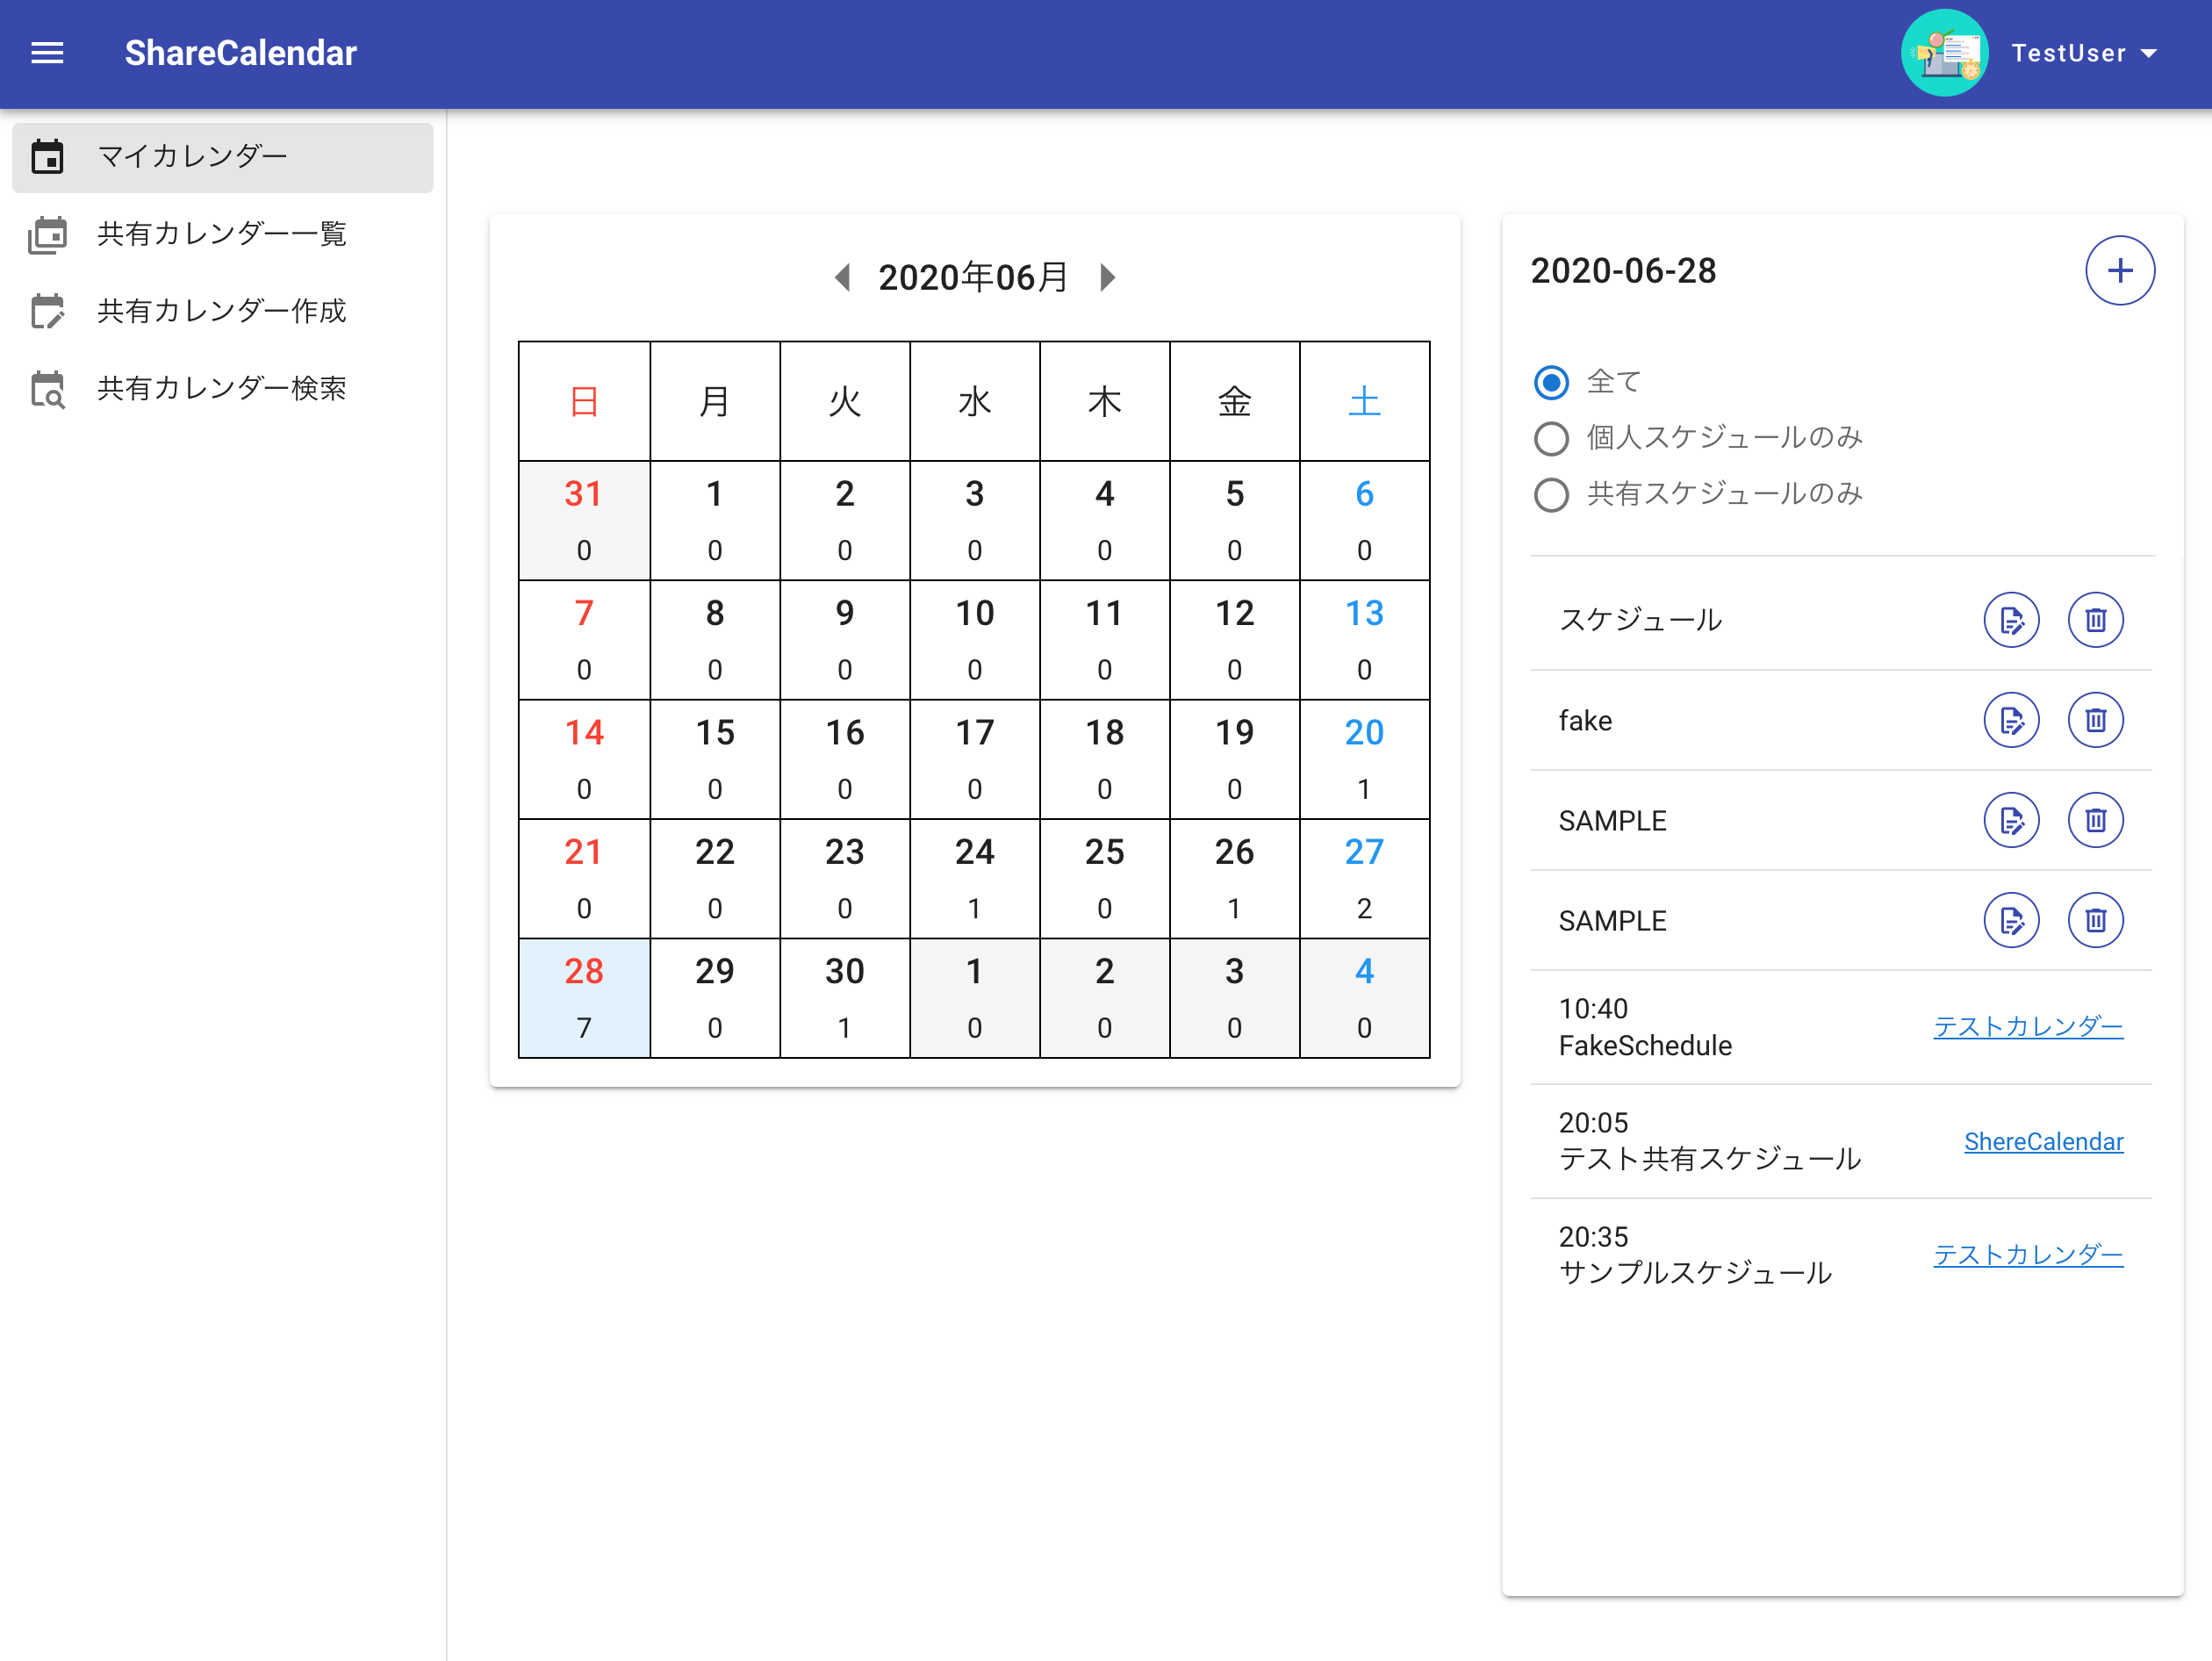 ShareCalendar
TestUser
マイカレンダー
共有カレンダー一覧
共有カレンダー作成
共有カレンダー検索
2020年06月
日 月 火 水 木 金 土
31 1 2 3 4 5 6
0 0 0 0 0 0 0
7 8 9 10 11 12 13
0 0 0 0 0 0 0
14 15 16 17 18 19 20
0 0 0 0 0 0 1
21 22 23 24 25 26 27
0 0 0 1 0 1 2
28 29 30 1 2 3 4
7 0 1 0 0 0 0
2020-06-28
全て
個人スケジュールのみ
共有スケジュールのみ
スケジュール
fake
SAMPLE
SAMPLE
10:40
FakeSchedule
テストカレンダー
20:05
テスト共有スケジュール
ShereCalendar
20:35
サンプルスケジュール
テストカレンダー